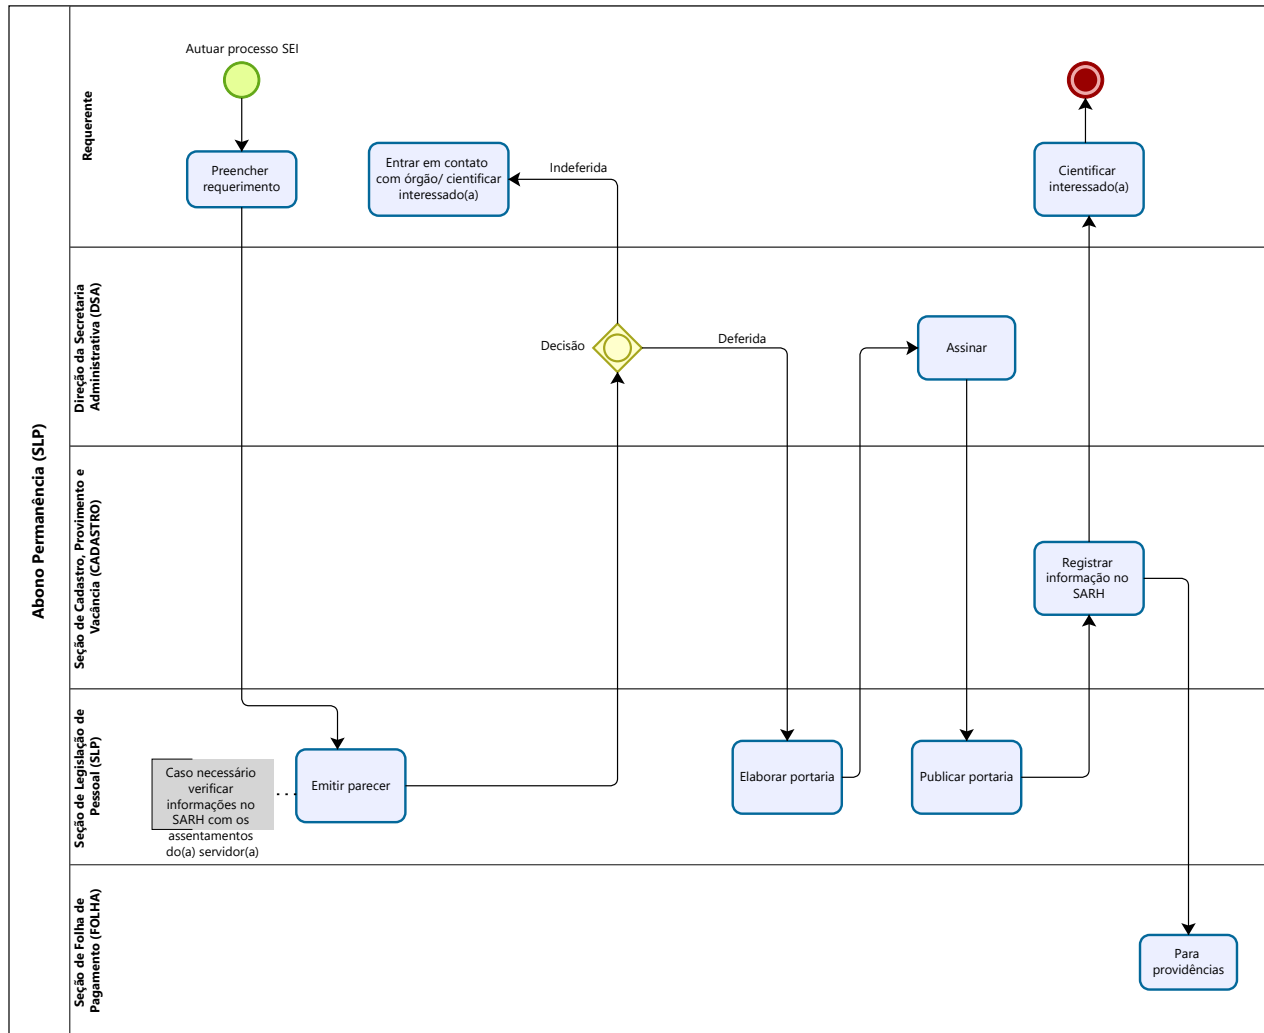 Abono Permanência (SLP)
Requerente
Autuar processo SEI
Preencher
requerimento
Entrar em contato
com órgão/ cientificar
interessado(a)
Indeferida
Cientificar
interessado(a)
Direção da Secretaria
Administrativa (DSA)
Decisão
Deferida
Assinar
Seção de Cadastro, Provimento e
Vacância (CADASTRO)
Registrar
informação no
SARH
Seção de Legislação de
Pessoal (SLP)
Caso necessário
verificar
informações no
SARH com os
assentamentos
do(a) servidor(a)
Emitir parecer
Elaborar portaria
Publicar portaria
Seção de Folha de
Pagamento (FOLHA)
Para
providências